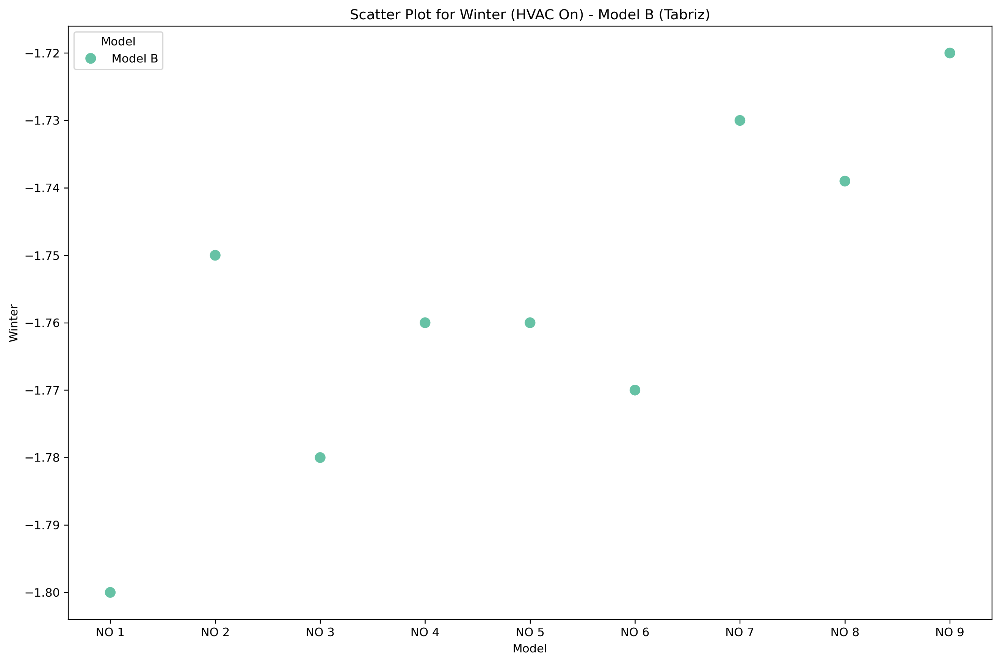 Scatter Plot for Winter (HVAC On) - Model B (Tabriz)
Model
Model B
−1.72
−1.73
−1.74
−1.75
−1.76
−1.77
−1.78
−1.79
−1.80
Winter
NO 1 NO 2 NO 3 NO 4 NO 5 NO 6 NO 7 NO 8 NO 9
Model